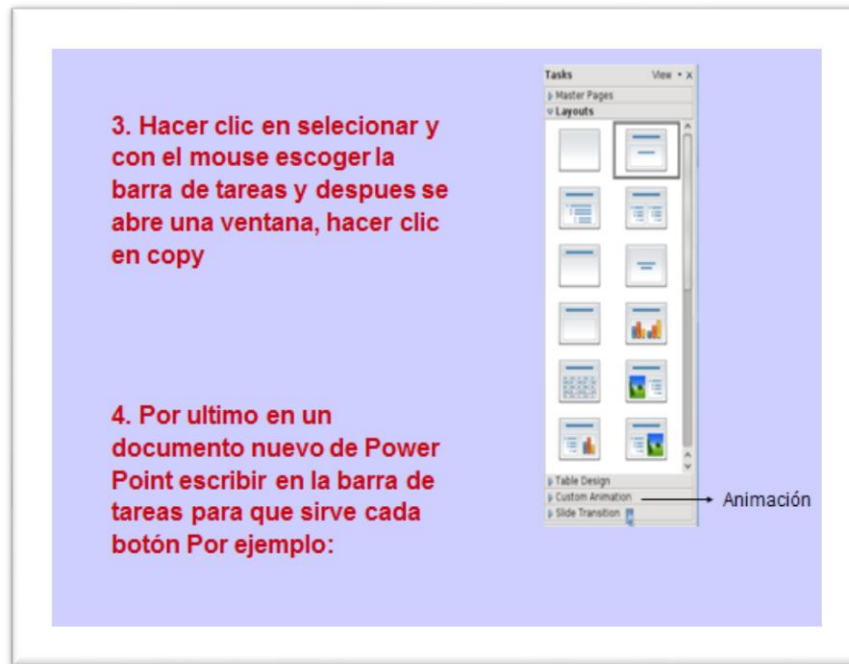 3. Hacer clic en selecionar y
con el mouse escoger la
barra de tareas y despues se
abre una ventana, hacer clic
en copy
4. Por ultimo en un
documento nuevo de Power
Point escribir en la barra de
tareas para que sirve cada
botón Por ejemplo:
Tasks View
Master Pages
Layouts
Table Design
Custom Animation
Slide Transition
Animación